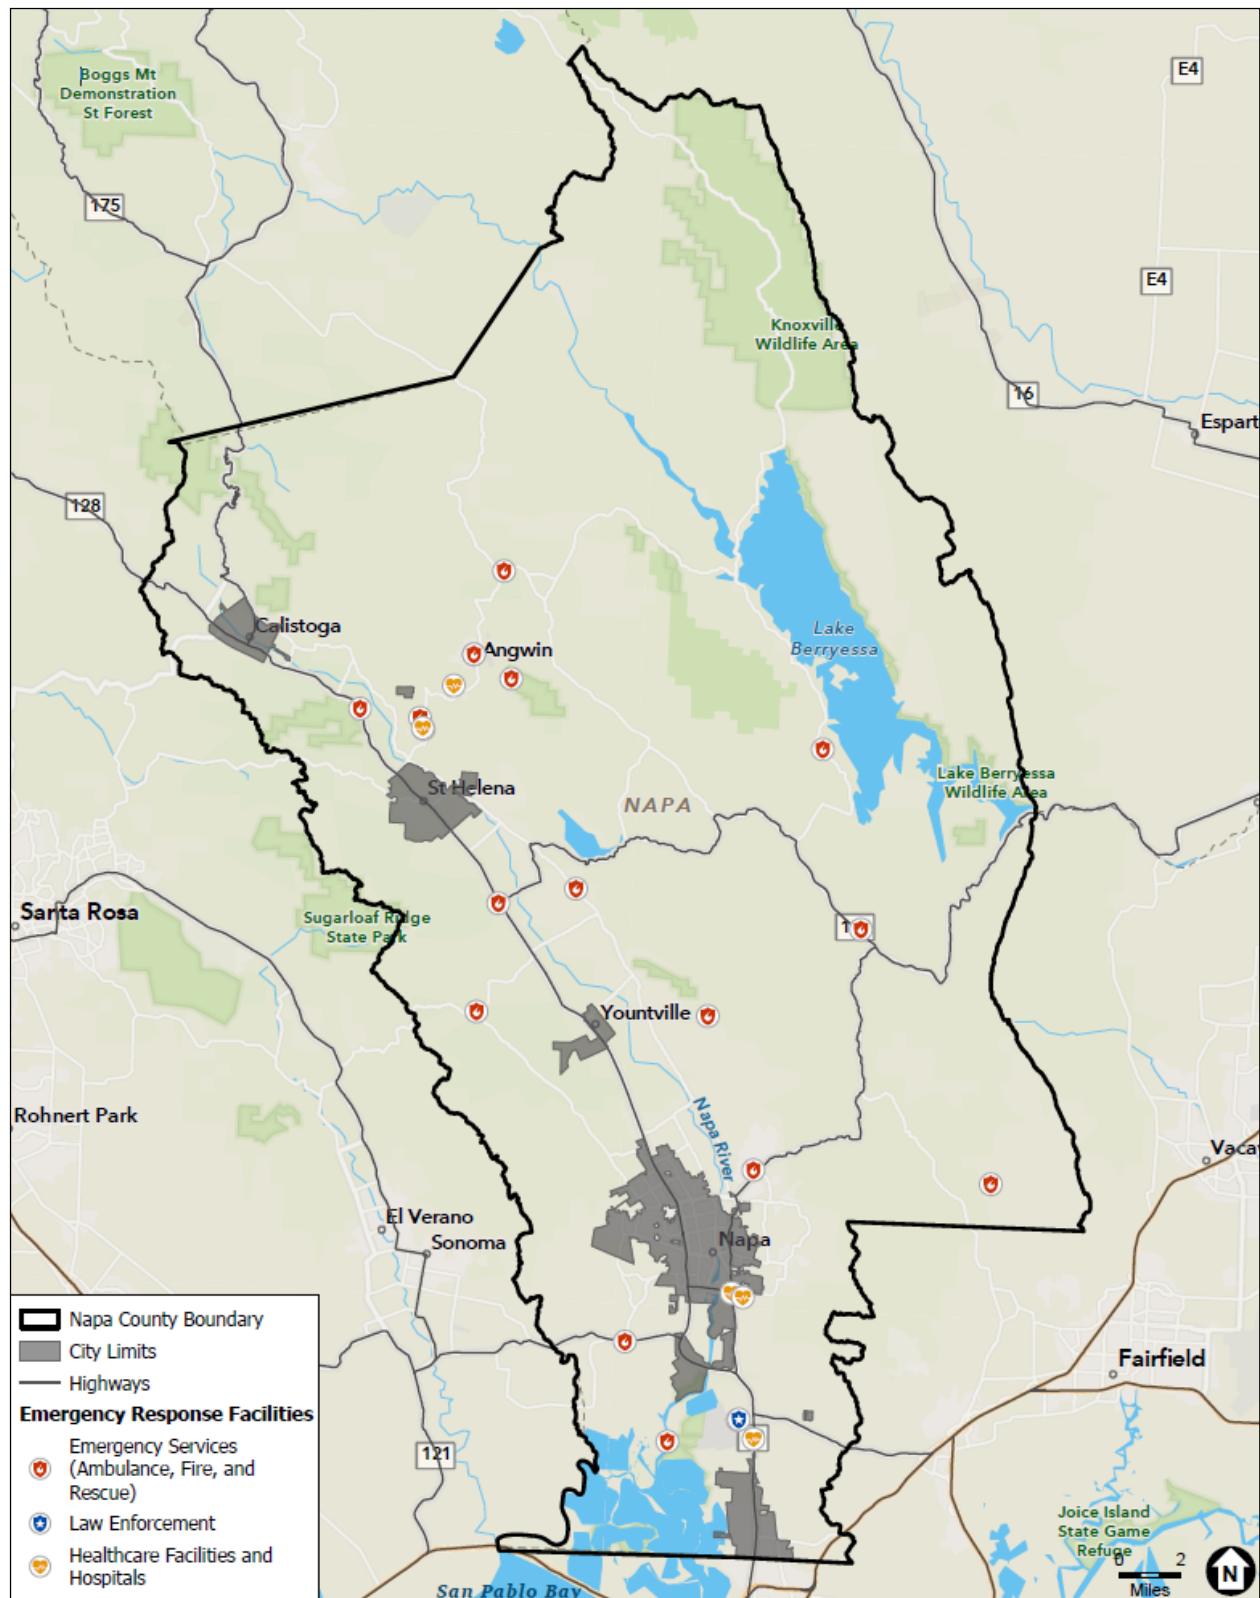 Boggs Mt
Demonstration
St Forest
E4
175
E4
Knoxville
Wildlife Area
16
Espart
128
Calistoga
Angwin
Lake
Berryessa
St Helena
NAPA
Lake Berryessa
Wildlife Area
Santa Rosa
Sugarloaf Ridge
State Park
Yountville
Rohnert Park
Napa River
Vaca
El Verano
Sonoma
Napa
Fairfield
121
Joice Island
State Game
Refuge
San Pablo Bay
Napa County Boundary
City Limits
Highways
Emergency Response Facilities
Emergency Services
(Ambulance, Fire, and
Rescue)
Law Enforcement
Healthcare Facilities and
Hospitals
0 2
Miles
N